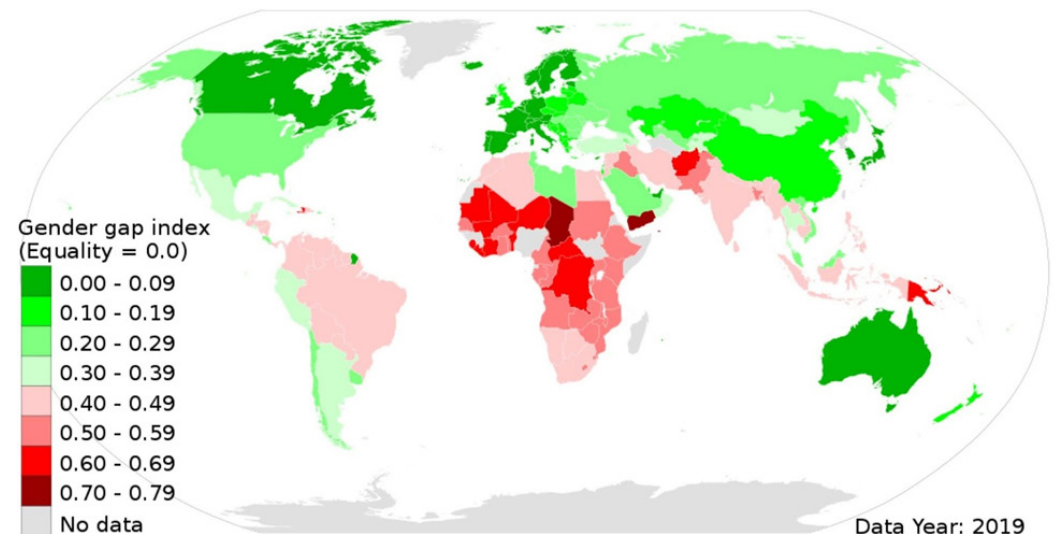 Gender gap index
(Equality = 0.0)
0.00 - 0.09
0.10 - 0.19
0.20 - 0.29
0.30 - 0.39
0.40 - 0.49
0.50 - 0.59
0.60 - 0.69
0.70 - 0.79
No data
Data Year: 2019